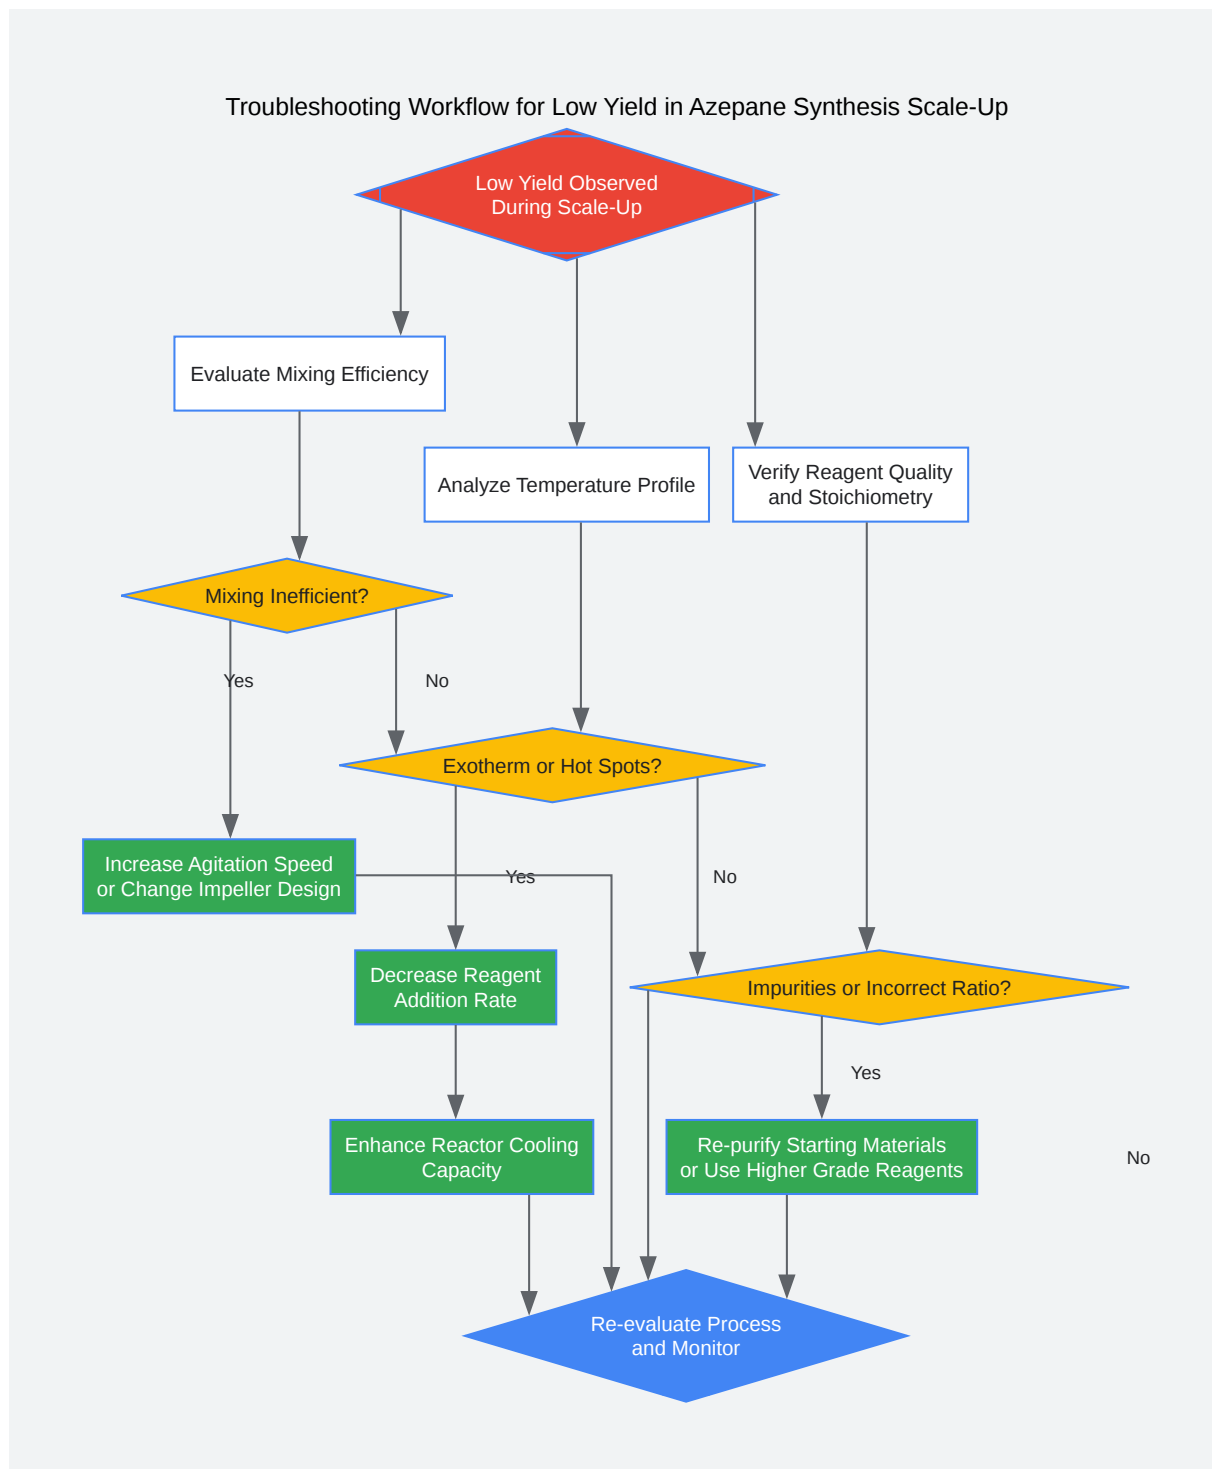 Troubleshooting Workflow for Low Yield in Azepane Synthesis Scale-Up
Low Yield Observed
During Scale-Up
Evaluate Mixing Efficiency
Analyze Temperature Profile
Verify Reagent Quality
and Stoichiometry
Mixing Inefficient?
Yes
No
Exotherm or Hot Spots?
Increase Agitation Speed
or Change Impeller Design
Yes
No
Decrease Reagent
Addition Rate
Impurities or Incorrect Ratio?
Yes
Enhance Reactor Cooling
Capacity
Re-purify Starting Materials
or Use Higher Grade Reagents
No
Re-evaluate Process
and Monitor